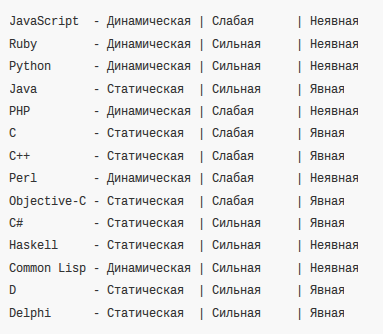 JavaScript - Динамическая | Слабая | Неявная
Ruby - Динамическая | Сильная | Неявная
Python - Динамическая | Сильная | Неявная
Java - Статическая | Сильная | Явная
PHP - Динамическая | Слабая | Неявная
C - Статическая | Слабая | Явная
C++ - Статическая | Слабая | Явная
Perl - Динамическая | Слабая | Неявная
Objective-C - Статическая | Слабая | Явная
C# - Статическая | Сильная | Явная
Haskell - Статическая | Сильная | Неявная
Common Lisp - Динамическая | Сильная | Неявная
D - Статическая | Сильная | Явная
Delphi - Статическая | Сильная | Явная